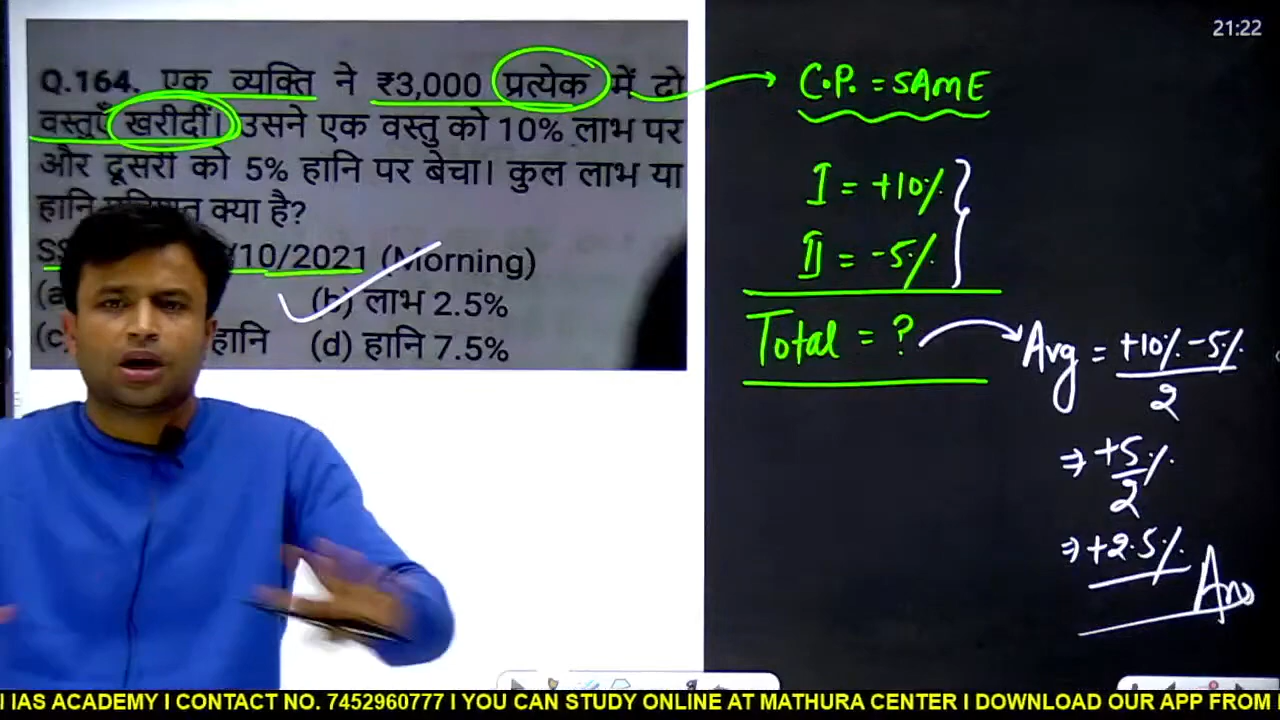 21:22
Q.164. एक व्यक्ति ने ₹3,000 प्रत्येक में दो
वस्तुएँ खरीदीं। उसने एक वस्तु को 10% लाभ पर
और दूसरी को 5% हानि पर बेचा। कुल लाभ या
हानि क्या है?
/10/2021 (Morning)
(b) लाभ 2.5%
हानि (d) हानि 7.5%
C.P. = SAME
I = +10%
II = -5%
Total = ?
Avg = +10% -5%
2
⇒ +5%
2
⇒ +2.5%
Ans
I IAS ACADEMY I CONTACT NO. 7452960777 I YOU CAN STUDY ONLINE AT MATHURA CENTER I DOWNLOAD OUR APP FROM